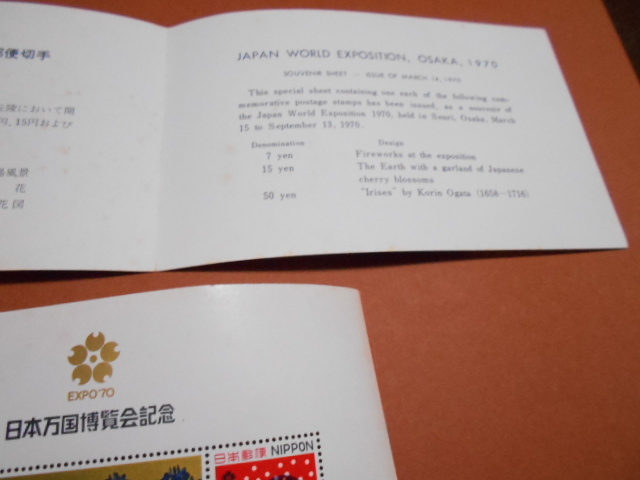 郵便切手
において開
円, 15円および
風景
花
花図
JAPAN WORLD EXPOSITION, OSAKA, 1970
SOUVENIR SHEET — ISSUE OF MARCH 14, 1970
This special sheet containing one each of the following com-
memorative postage stamps has been issued, as a souvenir of
the Japan World Exposition 1970, held in Senri, Osaka, March
15 to September 13, 1970.
Denomination Design
7 yen Fireworks at the exposition
15 yen The Earth with a garland of Japanese
cherry blossoms
50 yen "Irises" by Korin Ogata (1658—1716)
EXPO'70
日本万国博覧会記念
日本郵便 NIPPON